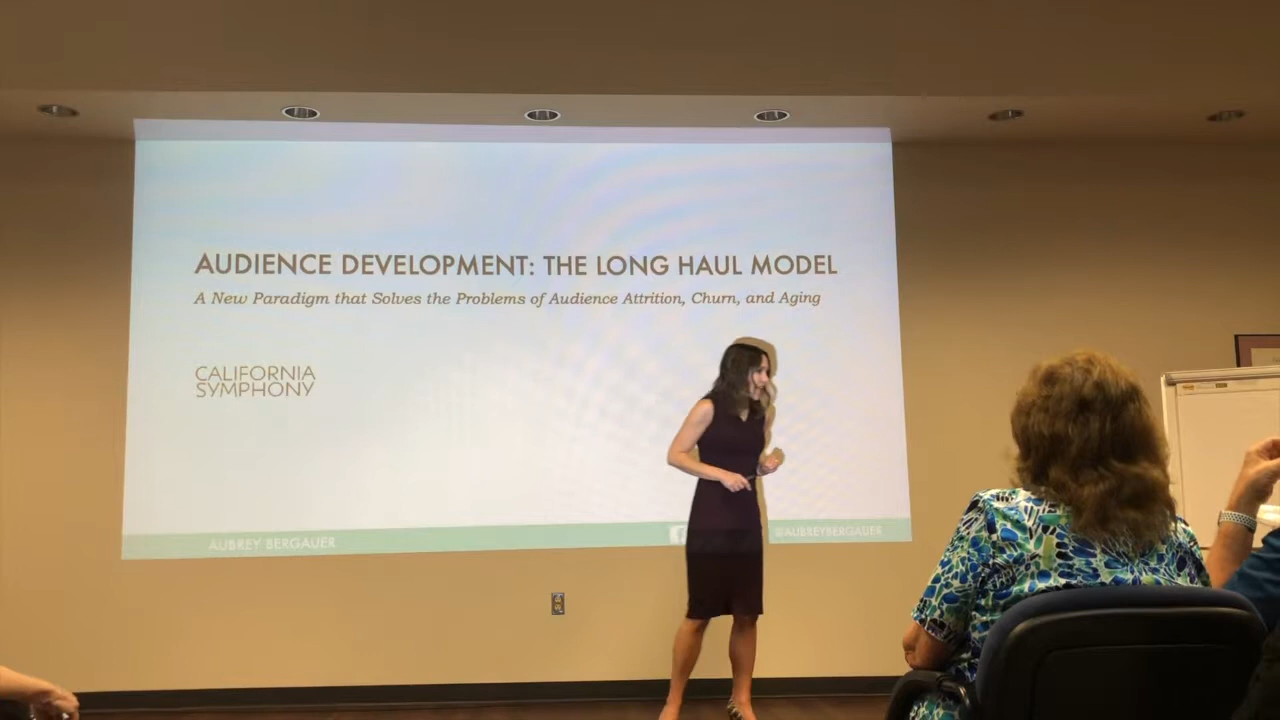 AUDIENCE DEVELOPMENT: THE LONG HAUL MODEL
A New Paradigm that Solves the Problems of Audience Attrition, Churn, and Aging
CALIFORNIA
SYMPHONY
AUBREY BERGAUER
@AUBREYBERGAUER